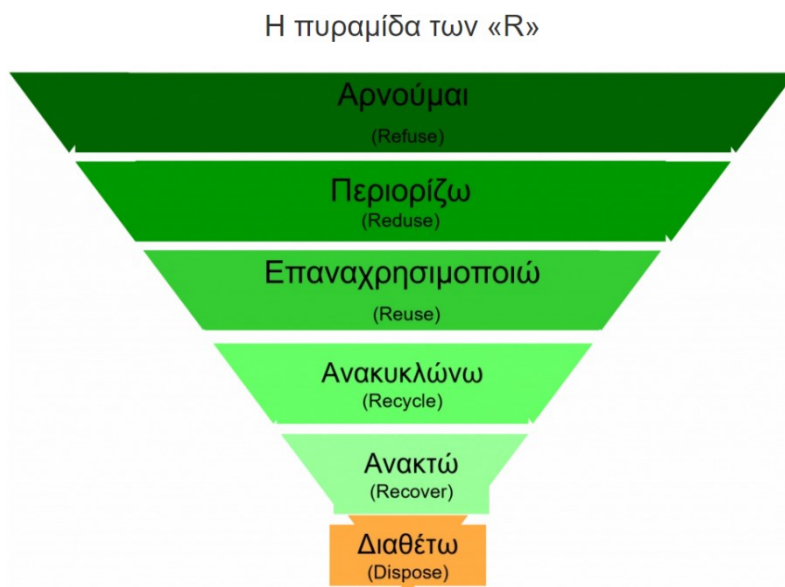 Η πυραμίδα των «R»
Αρνούμαι
(Refuse)
Περιορίζω
(Reduse)
Επαναχρησιμοποιώ
(Reuse)
Ανακυκλώνω
(Recycle)
Ανακτώ
(Recover)
Διαθέτω
(Dispose)